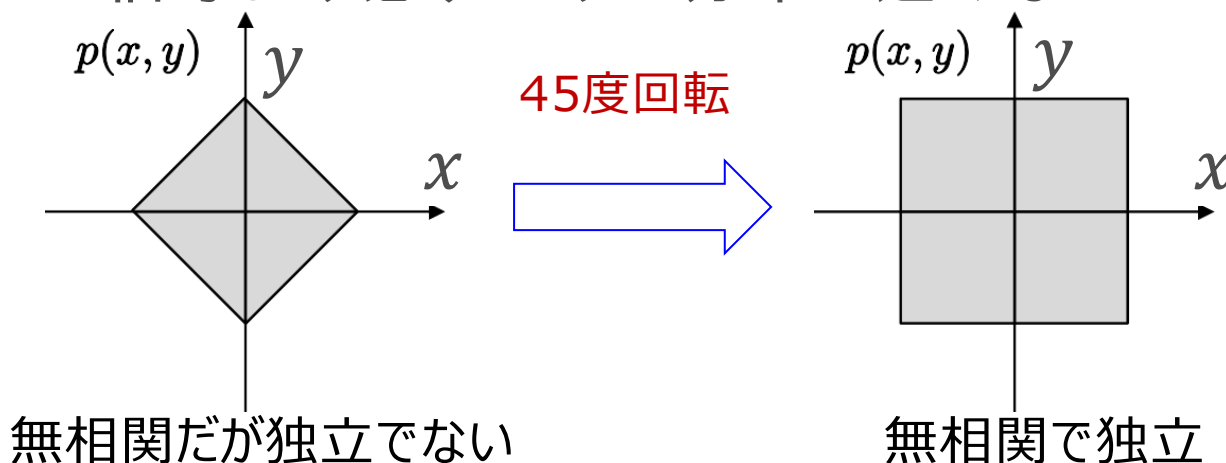 p(x, y)
y
x
45度回転
p(x, y)
y
x
無相関だが独立でない
無相関で独立